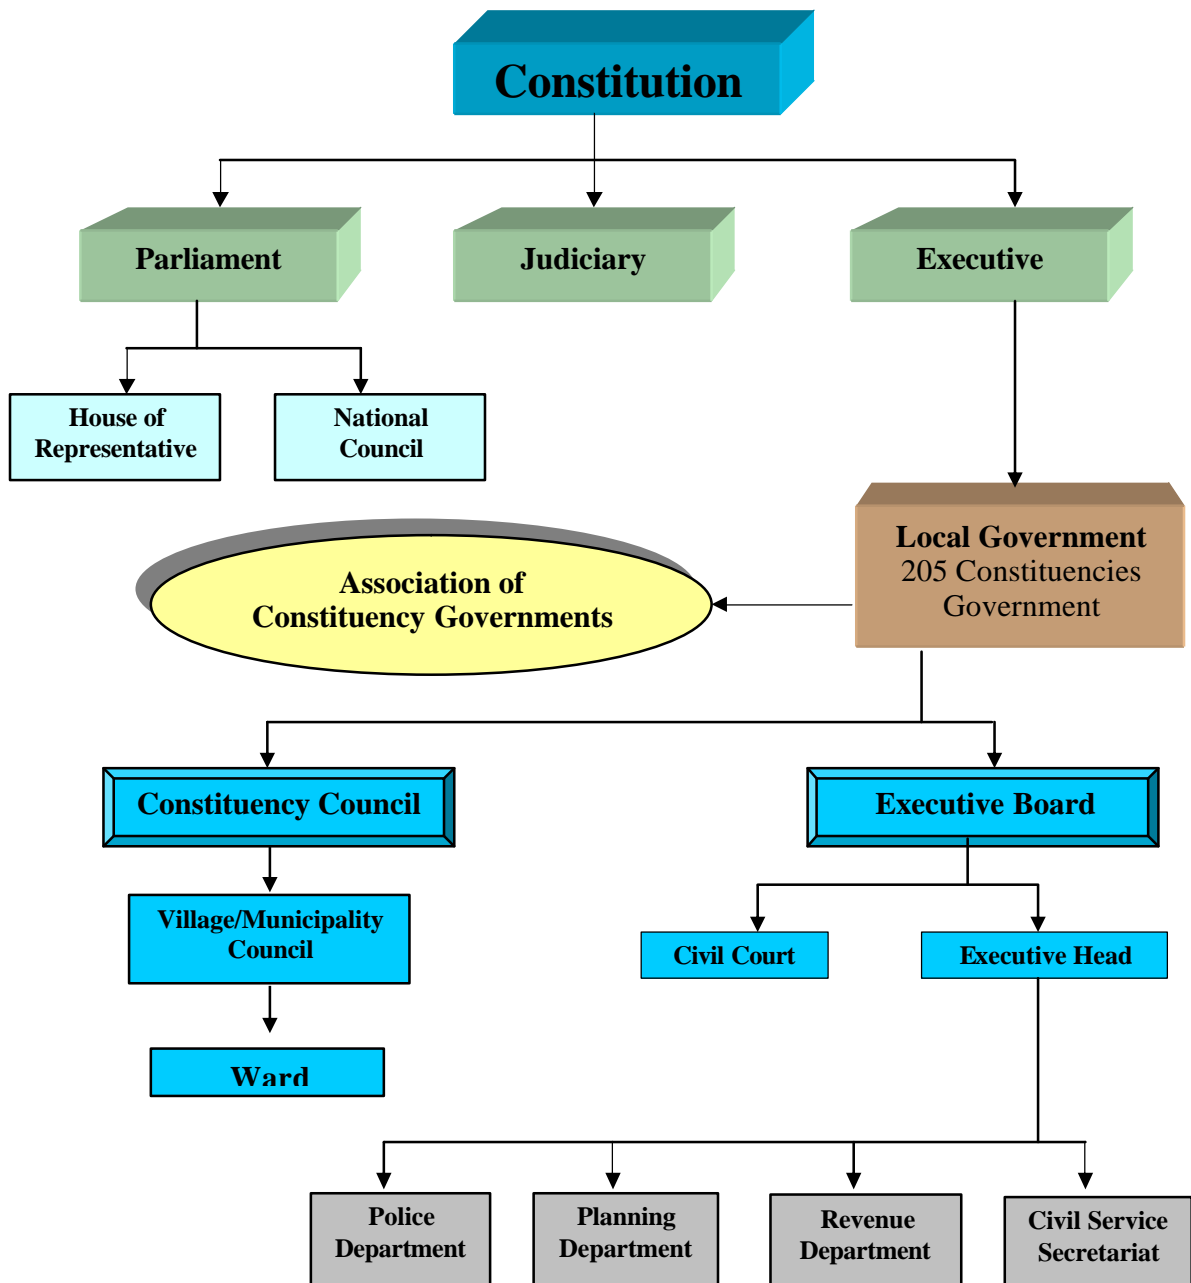 Constitution
Parliament
Judiciary
Executive
House of
Representative
National
Council
Local Government
205 Constituencies
Government
Association of
Constituency Governments
Constituency Council
Executive Board
Village/Municipality
Council
Civil Court
Executive Head
Ward
Police
Department
Planning
Department
Revenue
Department
Civil Service
Secretariat